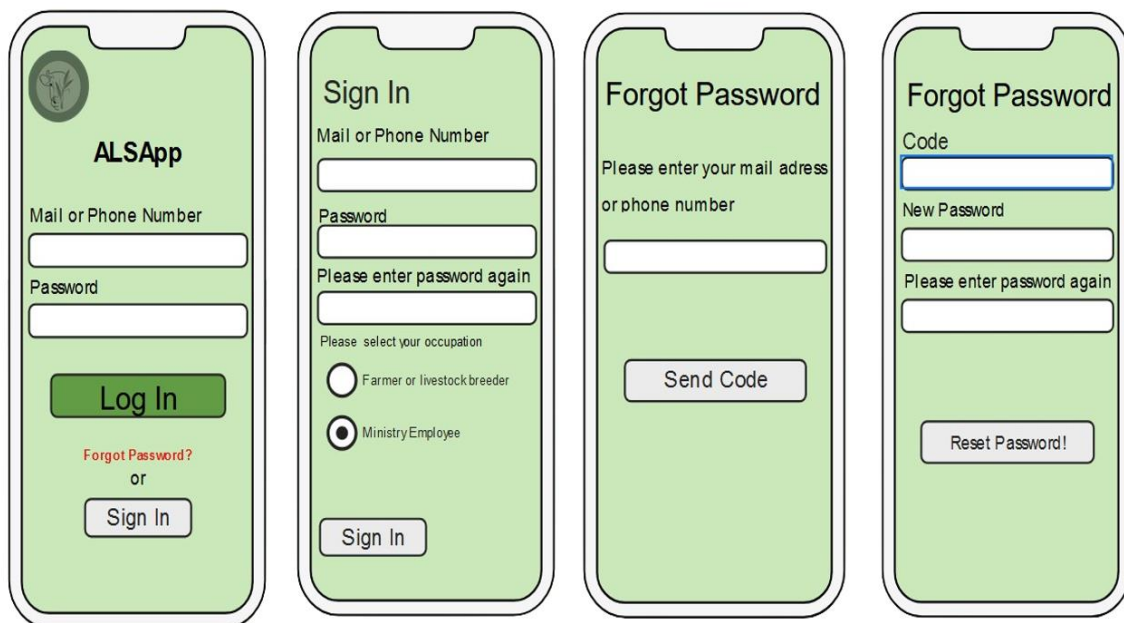 ALSApp
Mail or Phone Number
Password
Log In
Forgot Password?
or
Sign In
Sign In
Mail or Phone Number
Password
Please enter password again
Please select your occupation
Farmer or livestock breeder
Ministry Employee
Sign In
Forgot Password
Please enter your mail adress
or phone number
Send Code
Forgot Password
Code
New Password
Please enter password again
Reset Password!